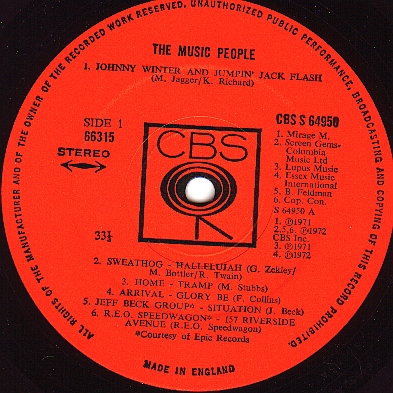 ALL RIGHTS OF THE MANUFACTURER AND OF THE OWNER OF THE RECORDED WORK RESERVED. UNAUTHORIZED PUBLIC PERFORMANCE, BROADCASTING AND COPYING OF THIS RECORD PROHIBITED.
THE MUSIC PEOPLE
1. JOHNNY WINTER AND JUMPIN' JACK FLASH
(M. Jagger/K. Richard)
SIDE 1
66315
STEREO
33⅓
CBS
CBS S 64950
1. Mirage M.
2. Screen Gems-
Columbia
Music Ltd
3. Lupus Music
4. Essex Music
International
5. B. Feldman
6. Cop. Con.
S 64950 A
1. ℗1971
2.5,6. ℗1972
CBS Inc.
3. ℗1971
4. ℗1972
2. SWEATHOG - HALLELUJAH (G. Zekley/
M. Bottler/R. Twain)
3. HOME - TRAMP (M. Stubbs)
4. ARRIVAL - GLORY BE (F. Collins)
5. JEFF BECK GROUP* - SITUATION (J. Beck)
6. R.E.O. SPEEDWAGON* - 157 RIVERSIDE
AVENUE (R.E.O. Speedwagon)
*Courtesy of Epic Records
MADE IN ENGLAND